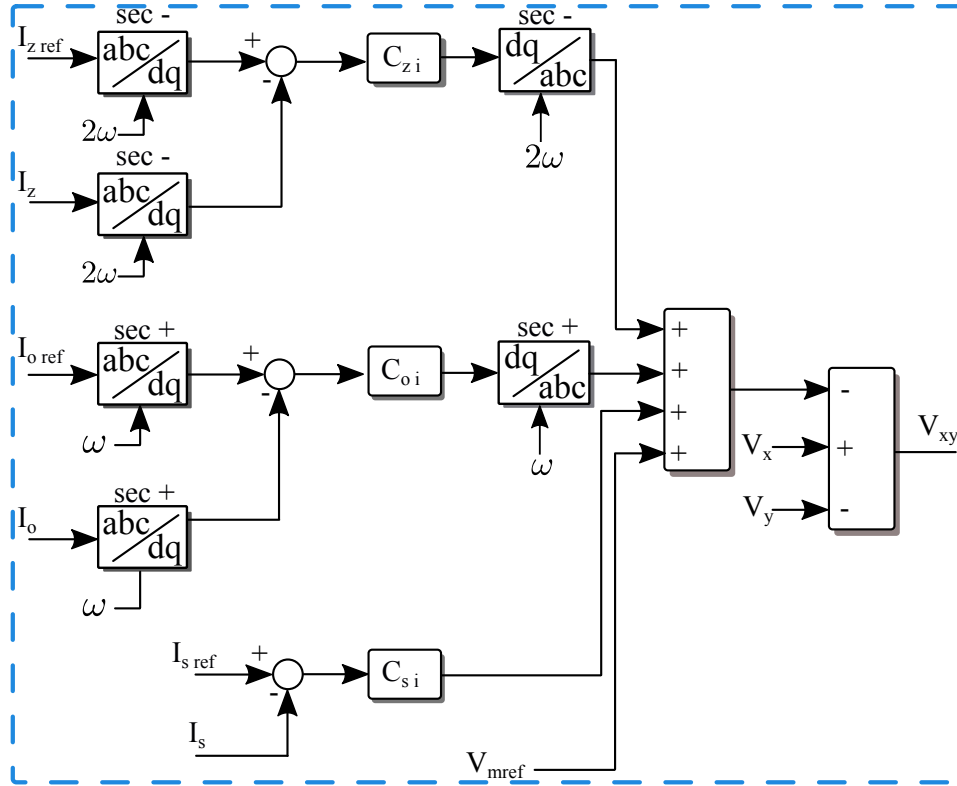 sec -
sec -
I_z ref
abc
dq
+
-
C_z i
dq
abc
2ω
2ω
sec -
I_z
abc
dq
2ω
sec +
sec +
I_o ref
abc
dq
+
-
C_o i
dq
abc
+
+
+
+
-
V_x
+
V_xy
V_y
-
ω
ω
sec +
I_o
abc
dq
ω
I_s ref
+
-
C_s i
I_s
V_mref